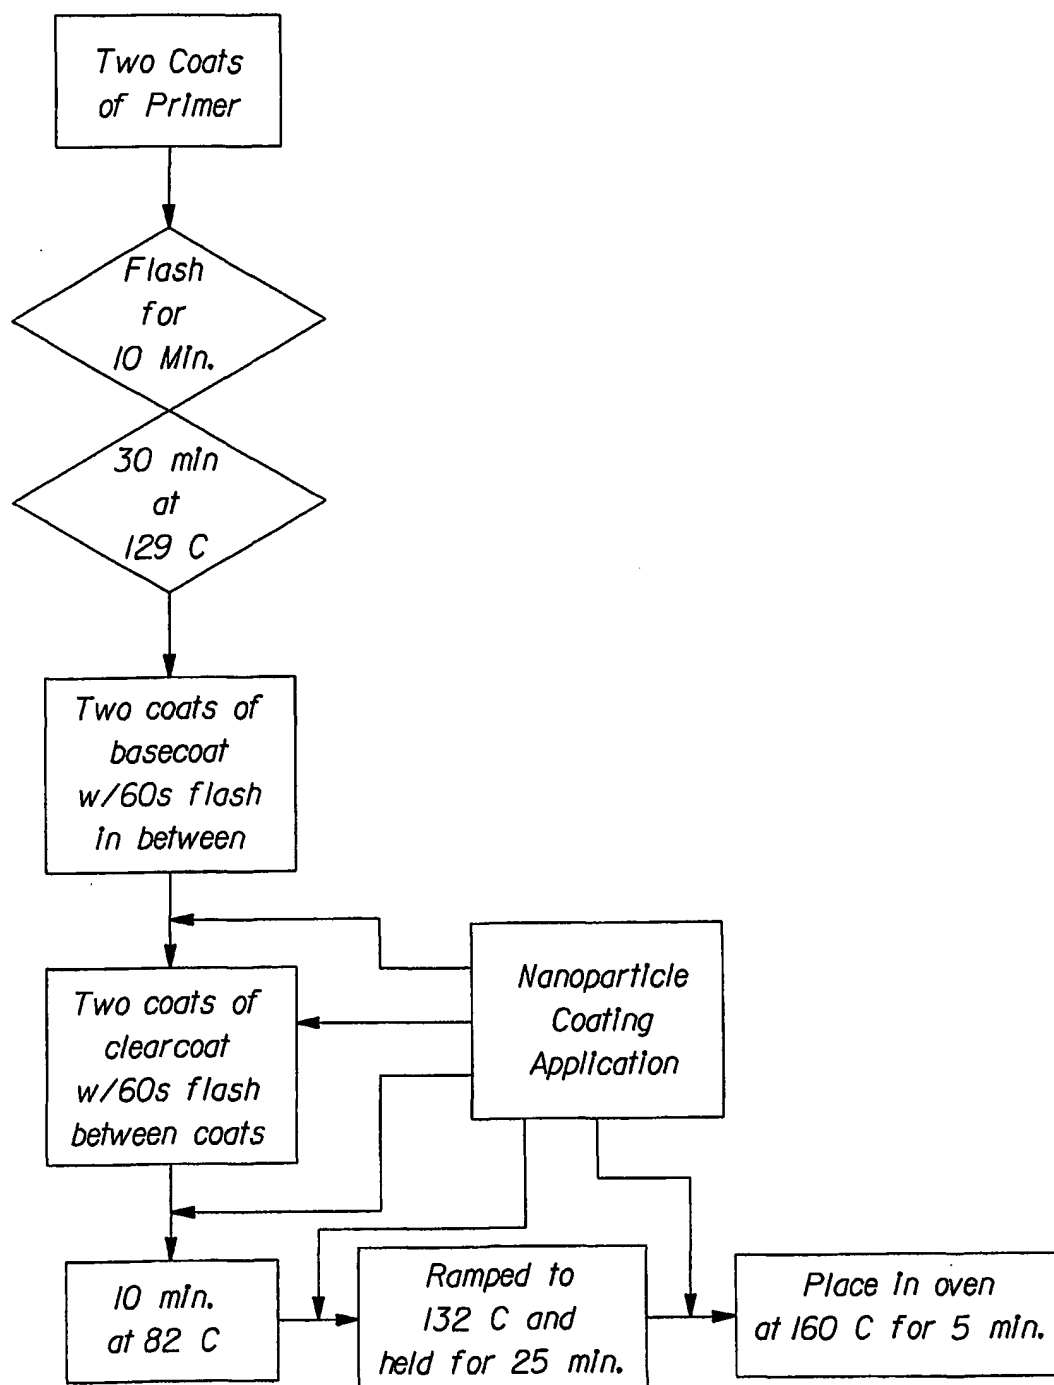 Two Coats
of Primer
Flash
for
10 Min.
30 min
at
129 C
Two coats of
basecoat
w/60s flash
in between
Nanoparticle
Coating
Application
Two coats of
clearcoat
w/60s flash
between coats
10 min.
at 82 C
Ramped to
132 C and
held for 25 min.
Place in oven
at 160 C for 5 min.